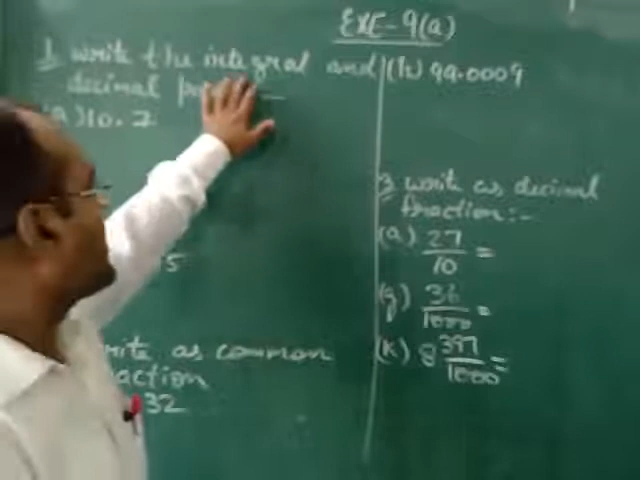 EXE-9(a)
1 write the integral and
decimal
(a) 10.7
5
write as common
fraction
32
(h) 99.0009
3 write as decimal
fraction:-
(a) 27/10 =
(g) 36/1000 =
(k) 8 397/1000 =